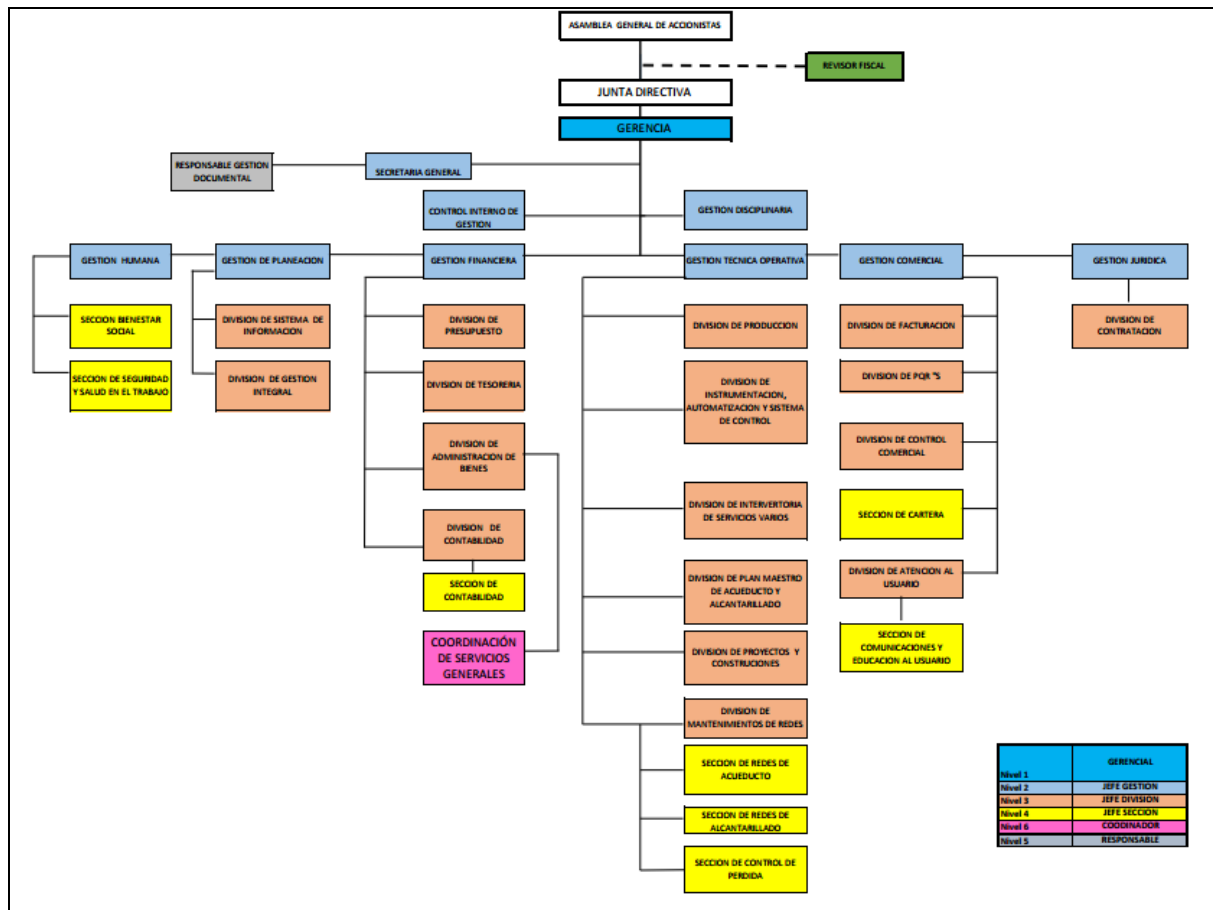 ASAMBLEA GENERAL DE ACCIONISTAS
REVISOR FISCAL
JUNTA DIRECTIVA
GERENCIA
RESPONSABLE GESTION
DOCUMENTAL
SECRETARIA GENERAL
CONTROL INTERNO DE
GESTION
GESTION DISCIPLINARIA
GESTION HUMANA
GESTION DE PLANEACION
GESTION FINANCIERA
GESTION TECNICA OPERATIVA
GESTION COMERCIAL
GESTION JURIDICA
SECCION BIENESTAR
SOCIAL
SECCION DE SEGURIDAD
Y SALUD EN EL TRABAJO
DIVISION DE SISTEMA DE
INFORMACION
DIVISION DE GESTION
INTEGRAL
DIVISION DE
PRESUPUESTO
DIVISION DE TESORERIA
DIVISION DE
ADMINISTRACION DE
BIENES
DIVISION DE
CONTABILIDAD
SECCION DE
CONTABILIDAD
COORDINACIÓN
DE SERVICIOS
GENERALES
DIVISION DE PRODUCCION
DIVISION DE
INSTRUMENTACION,
AUTOMATIZACION Y SISTEMA
DE CONTROL
DIVISION DE INTERVERTORIA
DE SERVICIOS VARIOS
DIVISION DE PLAN MAESTRO
DE ACUEDUCTO Y
ALCANTARILLADO
DIVISION DE PROYECTOS Y
CONSTRUCIONES
DIVISION DE
MANTENIMIENTOS DE REDES
SECCION DE REDES DE
ACUEDUCTO
SECCION DE REDES DE
ALCANTARILLADO
SECCION DE CONTROL DE
PERDIDA
DIVISION DE FACTURACION
DIVISION DE PQR "S
DIVISION DE CONTROL
COMERCIAL
SECCION DE CARTERA
DIVISION DE ATENCION AL
USUARIO
SECCION DE
COMUNICACIONES Y
EDUCACION AL USUARIO
DIVISION DE
CONTRATACION
Nivel 1 GERENCIAL
Nivel 2 JEFE GESTION
Nivel 3 JEFE DIVISION
Nivel 4 JEFE SECCION
Nivel 6 COODINADOR
Nivel 5 RESPONSABLE